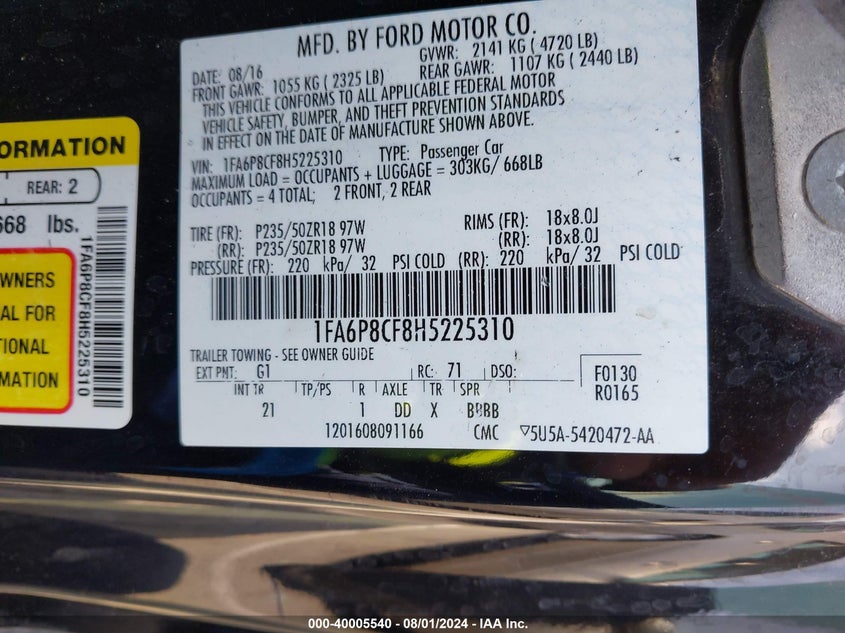 MFD. BY FORD MOTOR CO.
DATE: 08/16 GVWR: 2141 KG ( 4720 LB)
FRONT GAWR: 1055 KG ( 2325 LB) REAR GAWR: 1107 KG ( 2440 LB)
THIS VEHICLE CONFORMS TO ALL APPLICABLE FEDERAL MOTOR
VEHICLE SAFETY, BUMPER, AND THEFT PREVENTION STANDARDS
IN EFFECT ON THE DATE OF MANUFACTURE SHOWN ABOVE.
VIN: 1FA6P8CF8H5225310 TYPE: Passenger Car
MAXIMUM LOAD = OCCUPANTS + LUGGAGE = 303KG/ 668LB
OCCUPANTS = 4 TOTAL; 2 FRONT, 2 REAR
TIRE (FR): P235/50ZR18 97W RIMS (FR): 18x8.0J
(RR): P235/50ZR18 97W (RR): 18x8.0J
PRESSURE (FR): 220 kPa/ 32 PSI COLD (RR): 220 kPa/ 32 PSI COLD
1FA6P8CF8H5225310
TRAILER TOWING - SEE OWNER GUIDE
EXT PNT: G1 RC: 71 DSO: F0130
INT TR TP/PS R AXLE TR SPR R0165
21 1 DD X BBBB
1201608091166 CMC ▽5U5A-5420472-AA
ORMATION
REAR: 2
668 lbs.
1FA6P8CF8H5225310
OWNERS
AL FOR
TIONAL
RMATION
000-40005540 - 08/01/2024 - IAA Inc.